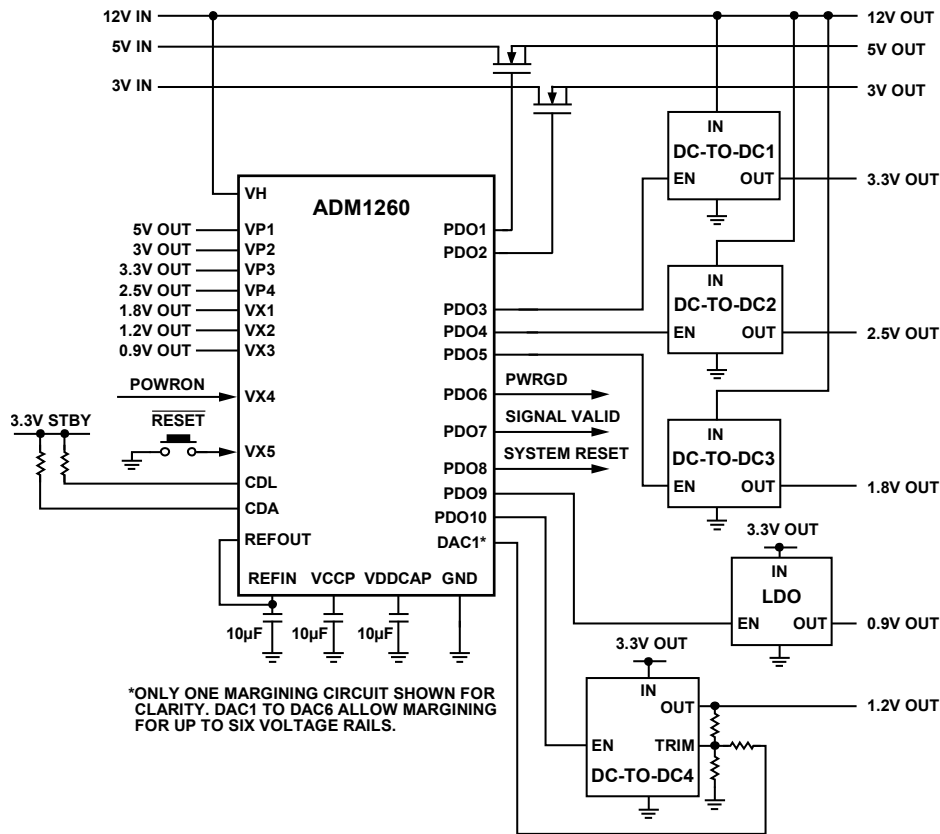 12V IN
12V OUT
5V IN
5V OUT
3V IN
3V OUT
IN
DC-TO-DC1
EN
OUT
3.3V OUT
VH
ADM1260
5V OUT
VP1
PDO1
3V OUT
VP2
PDO2
3.3V OUT
VP3
2.5V OUT
VP4
1.8V OUT
VX1
PDO3
1.2V OUT
VX2
PDO4
0.9V OUT
VX3
PDO5
IN
DC-TO-DC2
EN
OUT
2.5V OUT
POWRON
VX4
PDO6
PWRGD
3.3V STBY
RESET
VX5
PDO7
SIGNAL VALID
PDO8
SYSTEM RESET
CDL
PDO9
CDA
PDO10
REFOUT
DAC1*
IN
DC-TO-DC3
EN
OUT
1.8V OUT
REFIN
VCCP
VDDCAP
GND
10µF
10µF
10µF
3.3V OUT
IN
LDO
EN
OUT
0.9V OUT
3.3V OUT
IN
OUT
1.2V OUT
EN
TRIM
DC-TO-DC4
*ONLY ONE MARGINING CIRCUIT SHOWN FOR
CLARITY. DAC1 TO DAC6 ALLOW MARGINING
FOR UP TO SIX VOLTAGE RAILS.